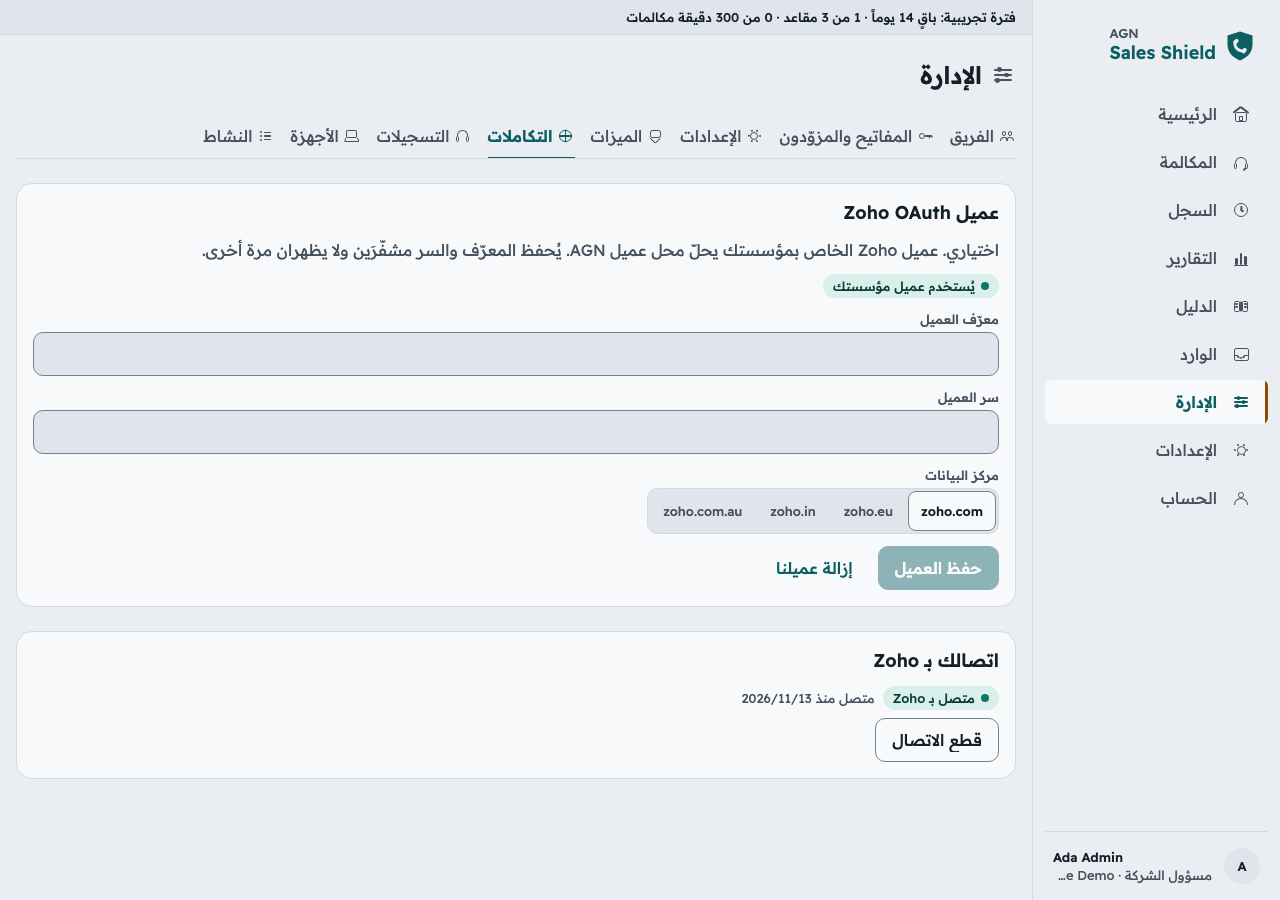 فترة تجريبية: باقٍ 14 يوماً · 1 من 3 مقاعد · 0 من 300 دقيقة مكالمات
AGN
Sales Shield
الرئيسية
المكالمة
السجل
التقارير
الدليل
الوارد
الإدارة
الإعدادات
الحساب
Ada Admin
مسؤول الشركة · e Demo…
A
الإدارة
الفريق
المفاتيح والمزوّدون
الإعدادات
الميزات
التكاملات
التسجيلات
الأجهزة
النشاط
عميل Zoho OAuth
اختياري. عميل Zoho الخاص بمؤسستك يحلّ محل عميل AGN. يُحفظ المعرّف والسر مشفّرَين ولا يظهران مرة أخرى.
يُستخدم عميل مؤسستك
معرّف العميل
سر العميل
مركز البيانات
zoho.com
zoho.eu
zoho.in
zoho.com.au
حفظ العميل
إزالة عميلنا
اتصالك بـ Zoho
متصل بـ Zoho
متصل منذ 2026/11/13
قطع الاتصال